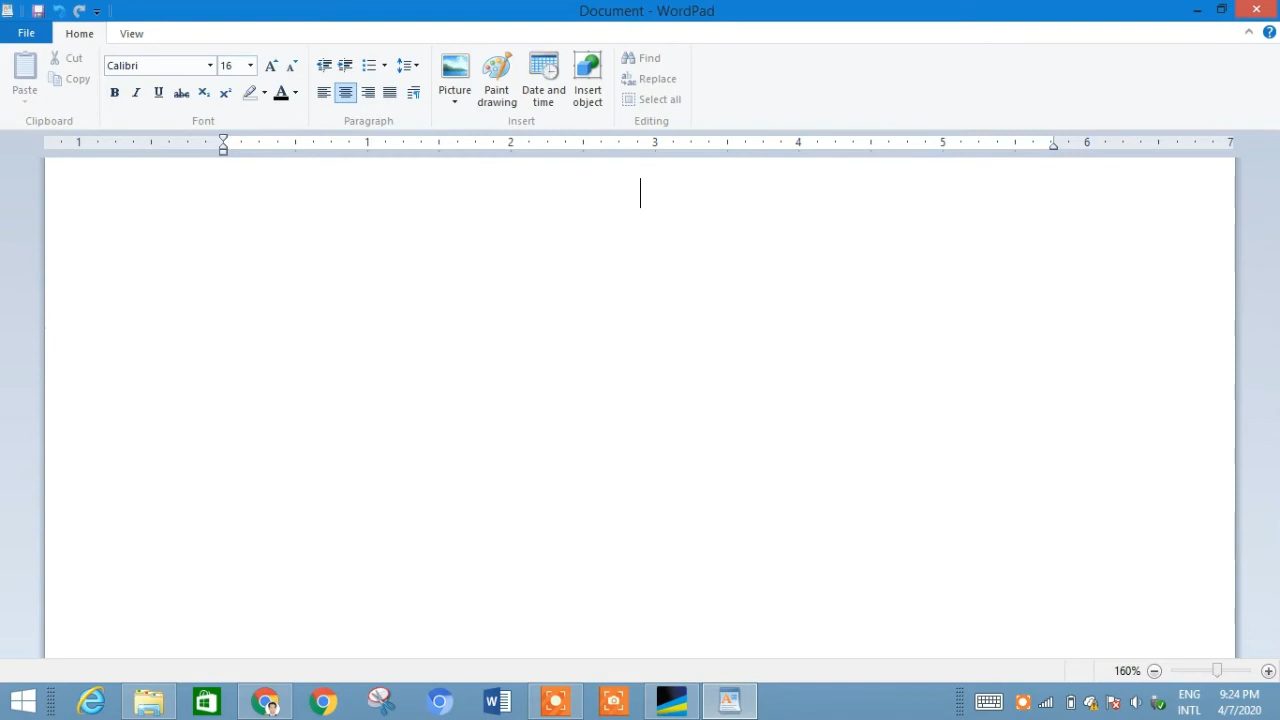 Document - WordPad
File Home View
Paste
Cut
Copy
Clipboard
Calibri 16
B I U abc X₂ X²
A
Font
Paragraph
Picture
Paint drawing
Date and time
Insert object
Insert
Find
Replace
Select all
Editing
1 1 2 3 4 5 6 7
160%
ENG
INTL
9:24 PM
4/7/2020